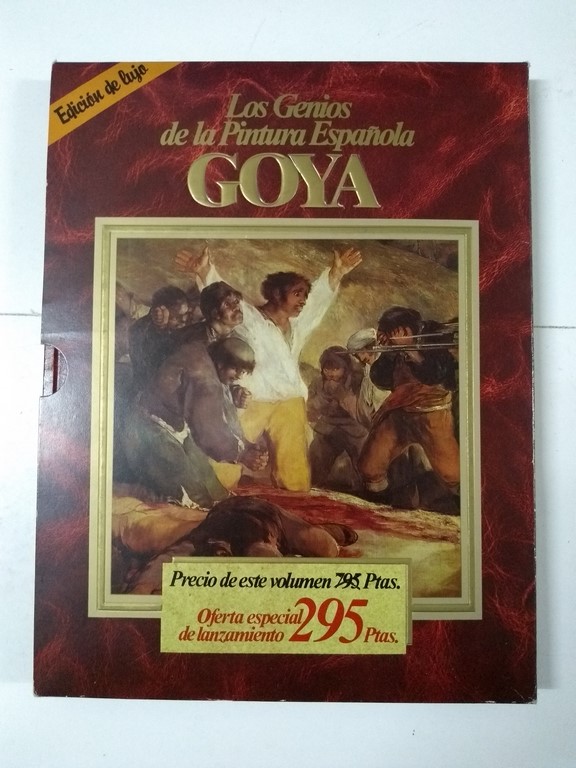 Edición de lujo
Los Genios
de la Pintura Española
GOYA
Precio de este volumen 795 Ptas.
Oferta especial
de lanzamiento 295 Ptas.